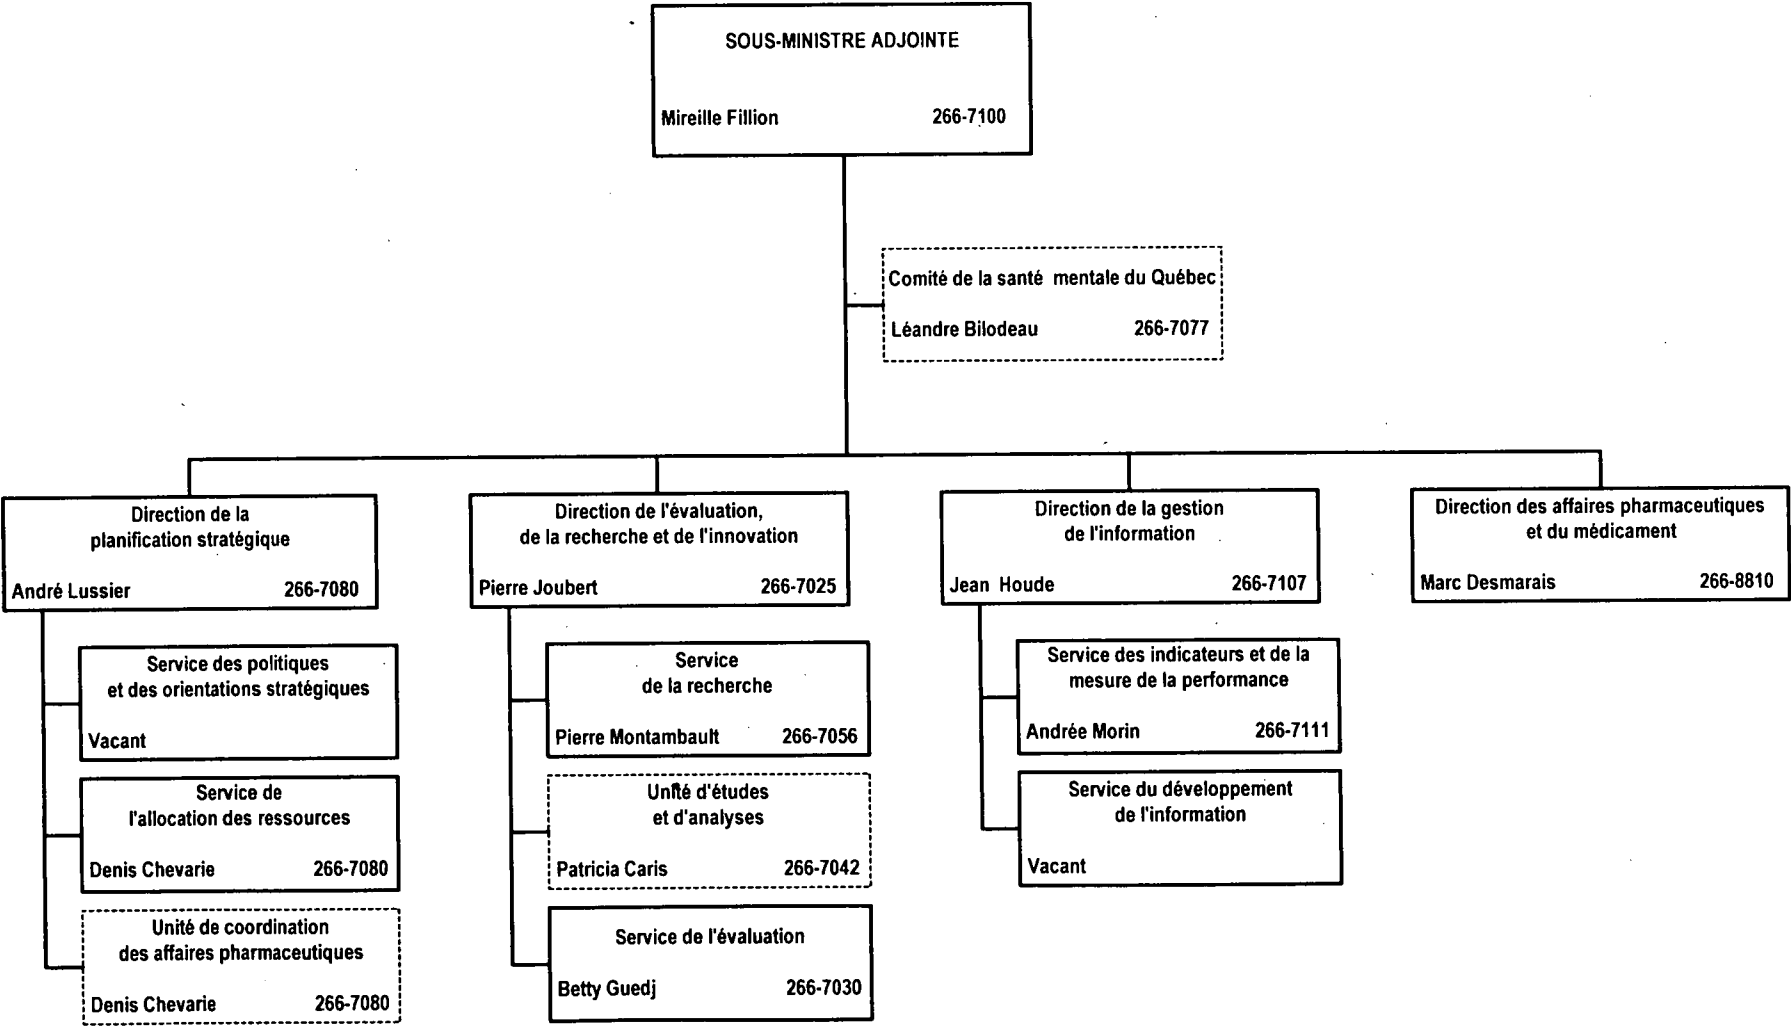 SOUS-MINISTRE ADJOINTE
Mireille Fillion 266-7100
Comité de la santé mentale du Québec
Léandre Bilodeau 266-7077
Direction de la
planification stratégique
André Lussier 266-7080
Direction de l'évaluation,
de la recherche et de l'innovation
Pierre Joubert 266-7025
Direction de la gestion
de l'information
Jean Houde 266-7107
Direction des affaires pharmaceutiques
et du médicament
Marc Desmarais 266-8810
Service des politiques
et des orientations stratégiques
Vacant
Service de
l'allocation des ressources
Denis Chevarie 266-7080
Unité de coordination
des affaires pharmaceutiques
Denis Chevarie 266-7080
Service
de la recherche
Pierre Montambault 266-7056
Unité d'études
et d'analyses
Patricia Caris 266-7042
Service de l'évaluation
Betty Guedj 266-7030
Service des indicateurs et de la
mesure de la performance
Andrée Morin 266-7111
Service du développement
de l'information
Vacant